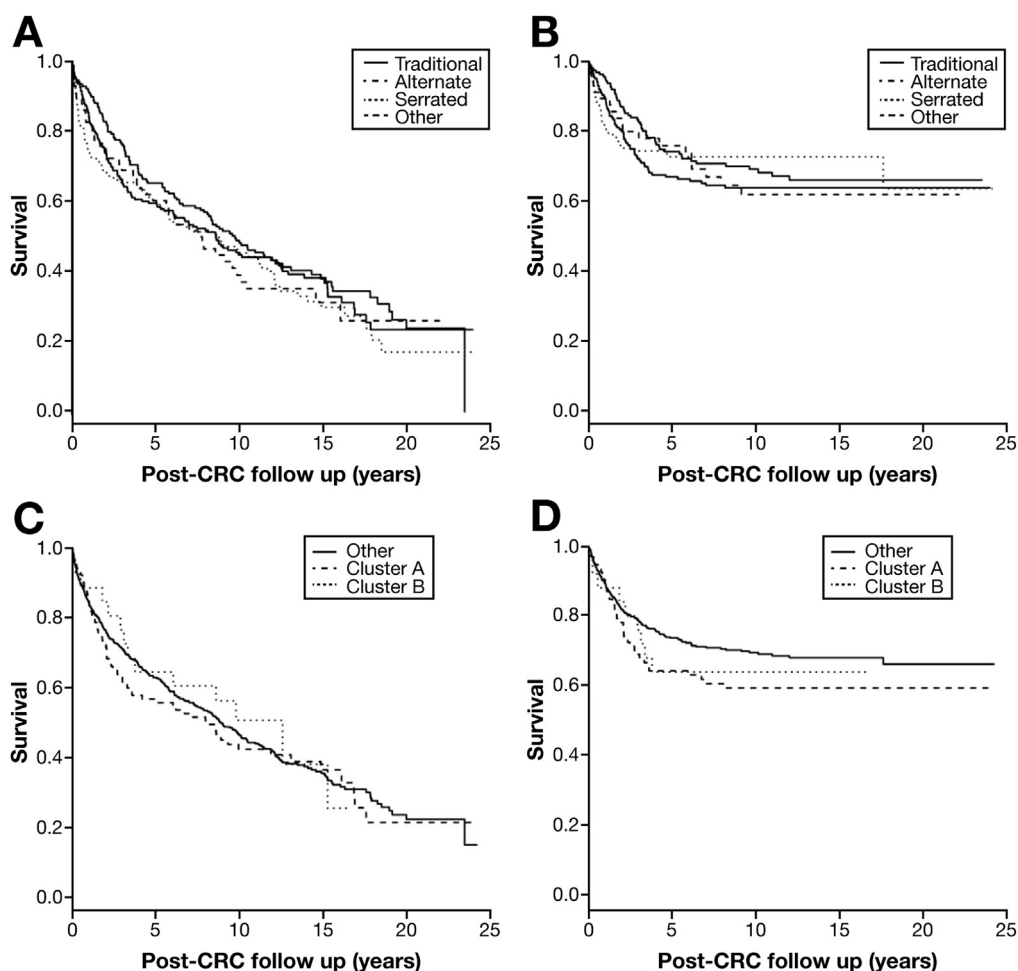 A
1.0
0.8
0.6
0.4
0.2
0.0
Survival
0 5 10 15 20 25
Post-CRC follow up (years)
Traditional
Alternate
Serrated
Other
B
1.0
0.8
0.6
0.4
0.2
0.0
Survival
0 5 10 15 20 25
Post-CRC follow up (years)
Traditional
Alternate
Serrated
Other
C
1.0
0.8
0.6
0.4
0.2
0.0
Survival
0 5 10 15 20 25
Post-CRC follow up (years)
Other
Cluster A
Cluster B
D
1.0
0.8
0.6
0.4
0.2
0.0
Survival
0 5 10 15 20 25
Post-CRC follow up (years)
Other
Cluster A
Cluster B